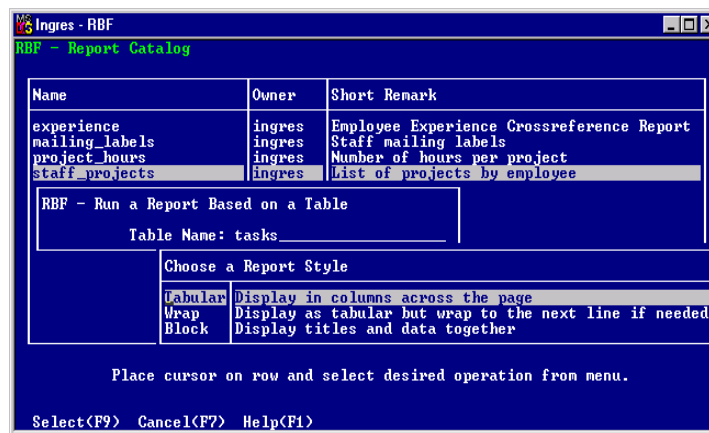 Ingres - RBF
RBF - Report Catalog
Name Owner Short Remark
experience ingres Employee Experience Crossreference Report
mailing_labels ingres Staff mailing labels
project_hours ingres Number of hours per project
staff_projects ingres List of projects by employee
RBF - Run a Report Based on a Table
Table Name: tasks
Choose a Report Style
Tabular Display in columns across the page
Wrap Display as tabular but wrap to the next line if needed
Block Display titles and data together
Place cursor on row and select desired operation from menu.
Select(F9) Cancel(F7) Help(F1)